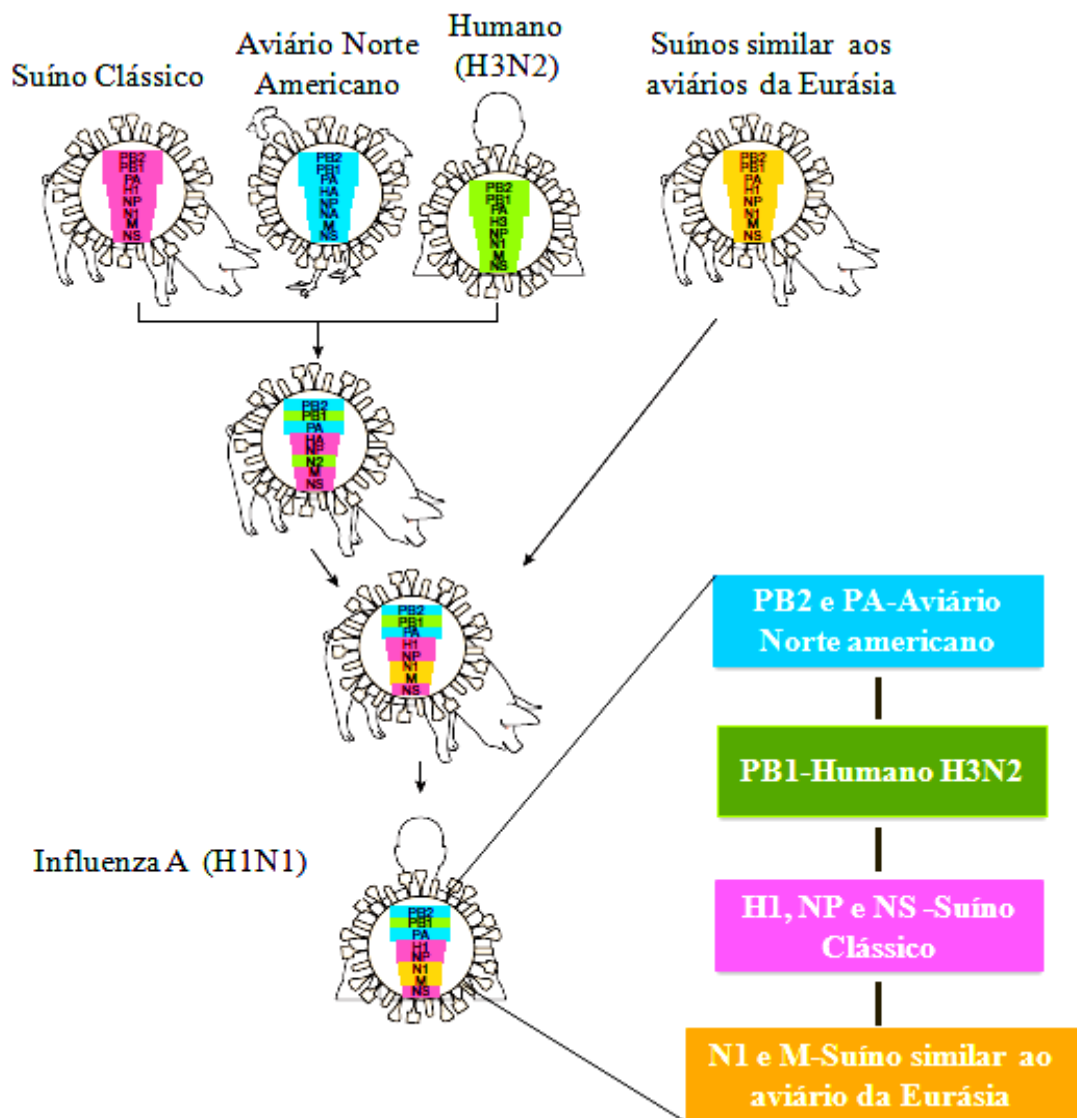 Suíno Clássico
Aviário Norte
Americano
Humano
(H3N2)
Suínos similar aos
aviários da Eurásia
PB2
PB1
PA
H1
NP
N1
M
NS
PB2
PB1
PA
HA
NP
NA
M
NS
PB2
PB1
PA
H3
NP
N1
M
NS
PB2
PB1
PA
H1
NP
N1
M
NS
PB2
PB1
PA
HA
NP
N2
M
NS
PB2
PB1
PA
H1
NP
N1
M
NS
Influenza A (H1N1)
PB2
PB1
PA
H1
NP
N1
M
NS
PB2 e PA-Aviário
Norte americano
PB1-Humano H3N2
H1, NP e NS -Suíno
Clássico
N1 e M-Suíno similar ao
aviário da Eurásia